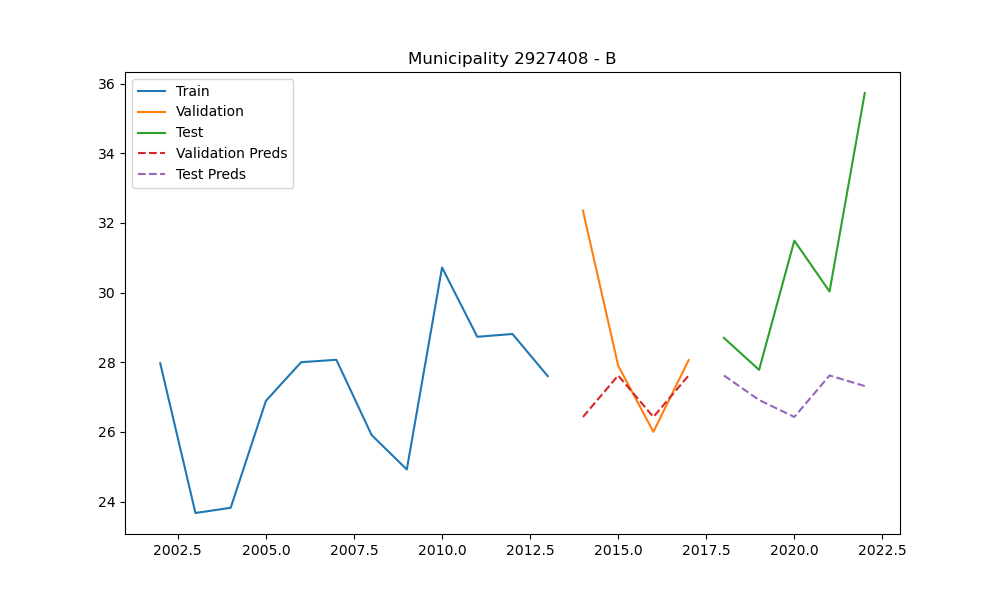 Municipality 2927408 - B
Train
Validation
Test
Validation Preds
Test Preds
36
34
32
30
28
26
24
2002.5 2005.0 2007.5 2010.0 2012.5 2015.0 2017.5 2020.0 2022.5